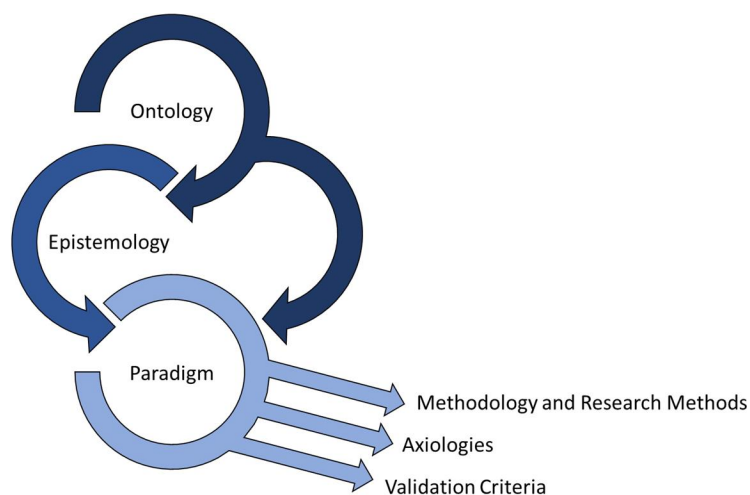 Ontology
Epistemology
Paradigm
Methodology and Research Methods
Axiologies
Validation Criteria